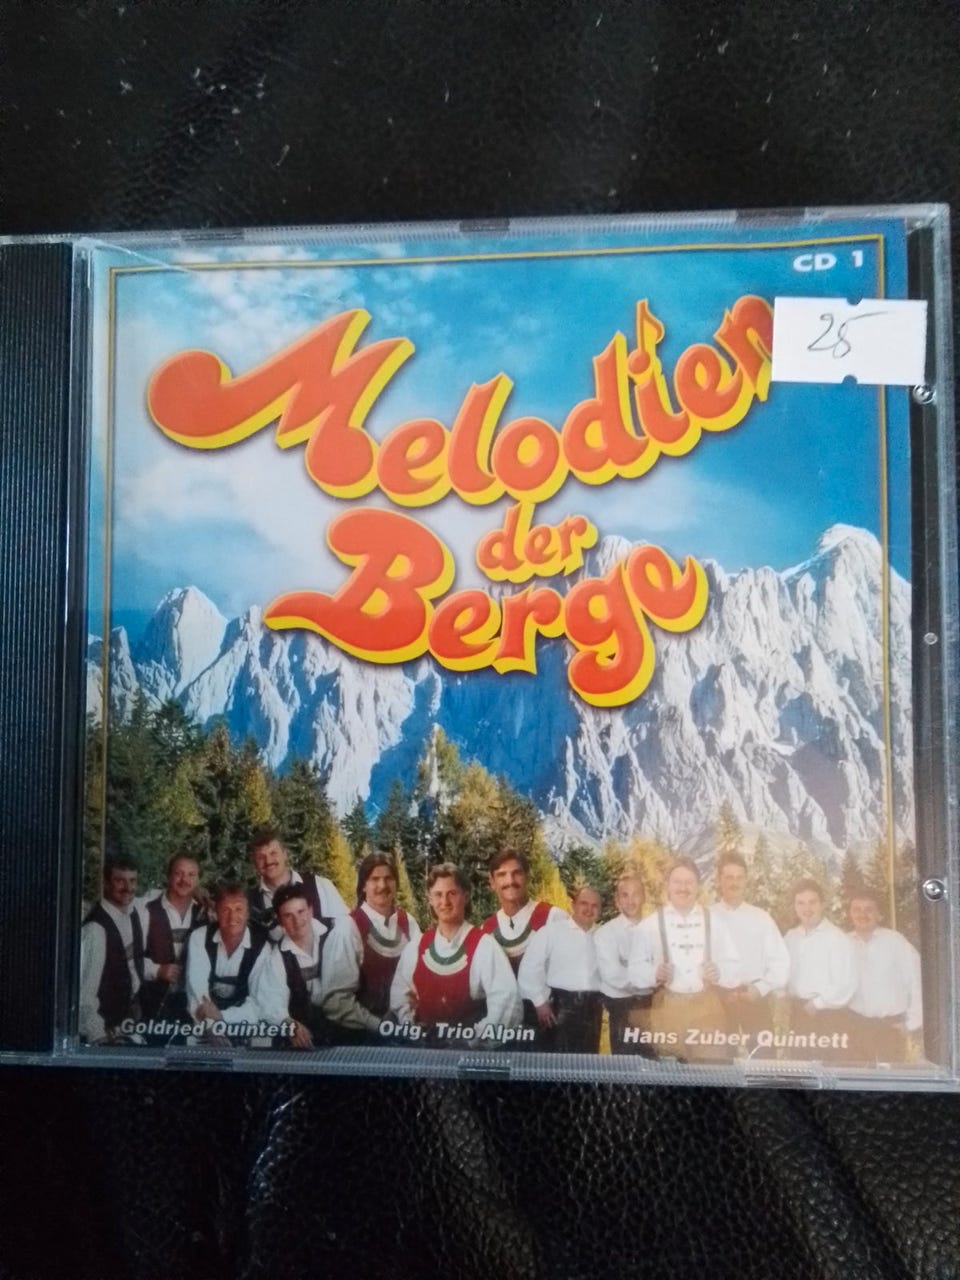 CD 1
25
Melodien
der
Berge
Goldried Quintett
Orig. Trio Alpin
Hans Zuber Quintett